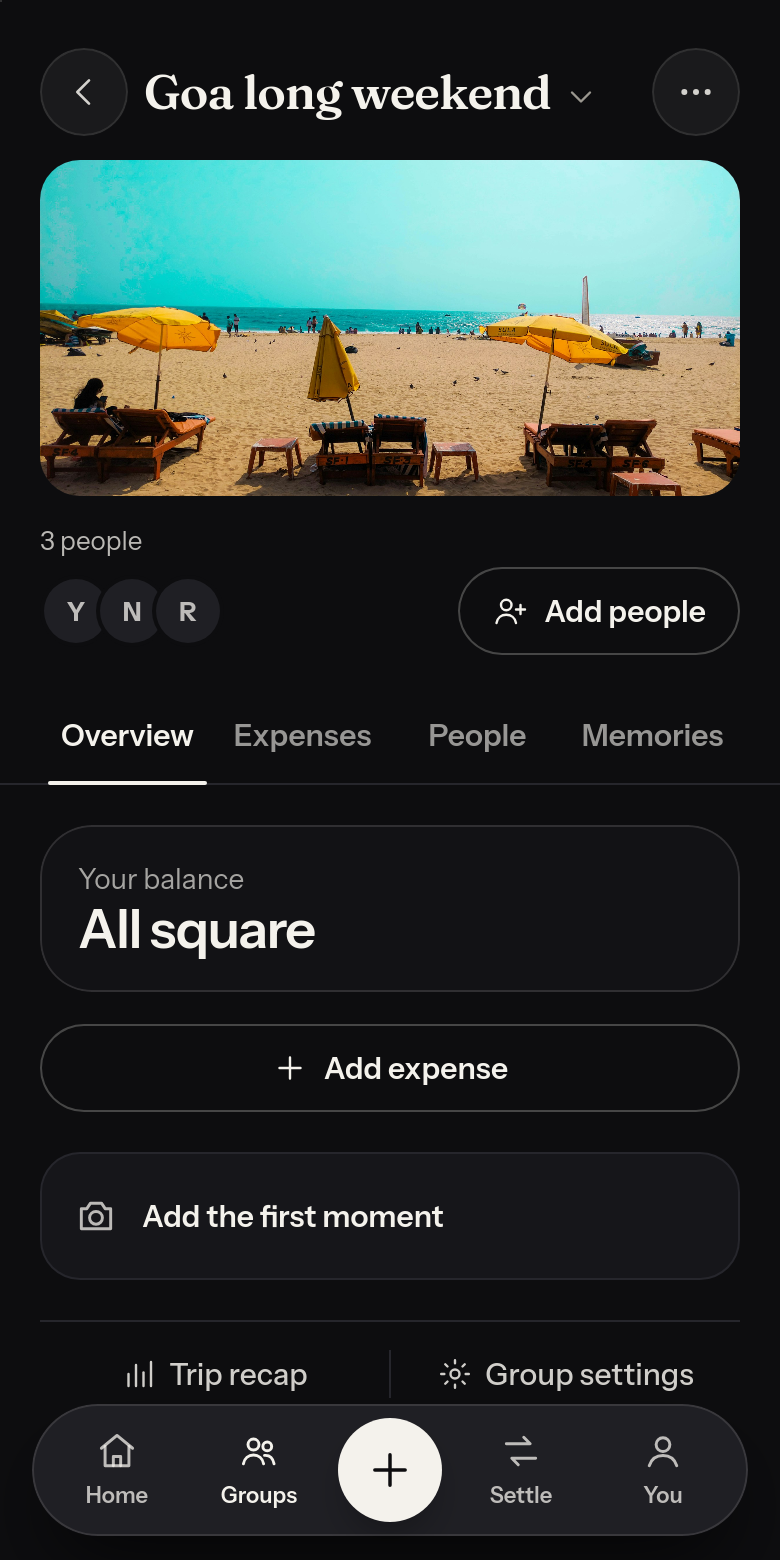 Goa long weekend
3 people
Y N R
Add people
Overview Expenses People Memories
Your balance
All square
Add expense
Add the first moment
Trip recap Group settings
Home Groups Settle You